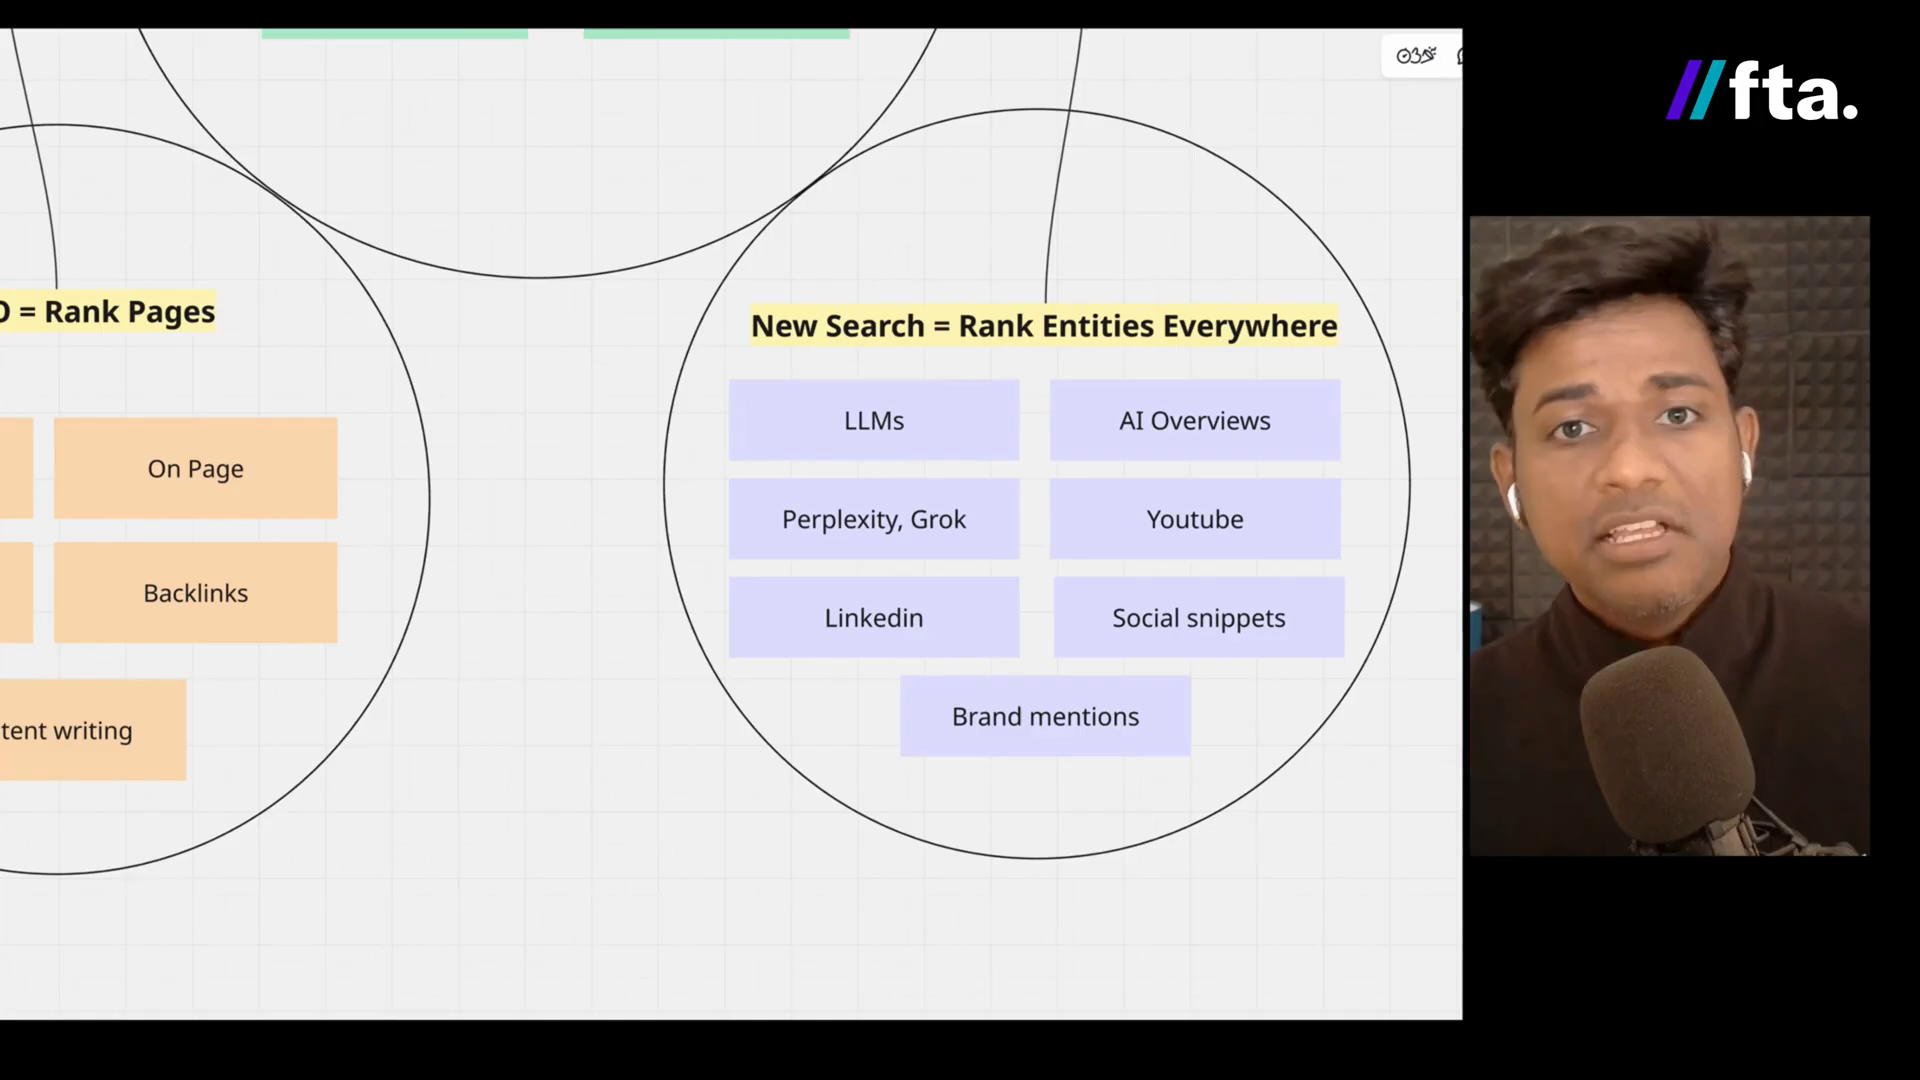 //fta.
= Rank Pages
On Page
Backlinks
writing
New Search = Rank Entities Everywhere
LLMs
AI Overviews
Perplexity, Grok
Youtube
Linkedin
Social snippets
Brand mentions